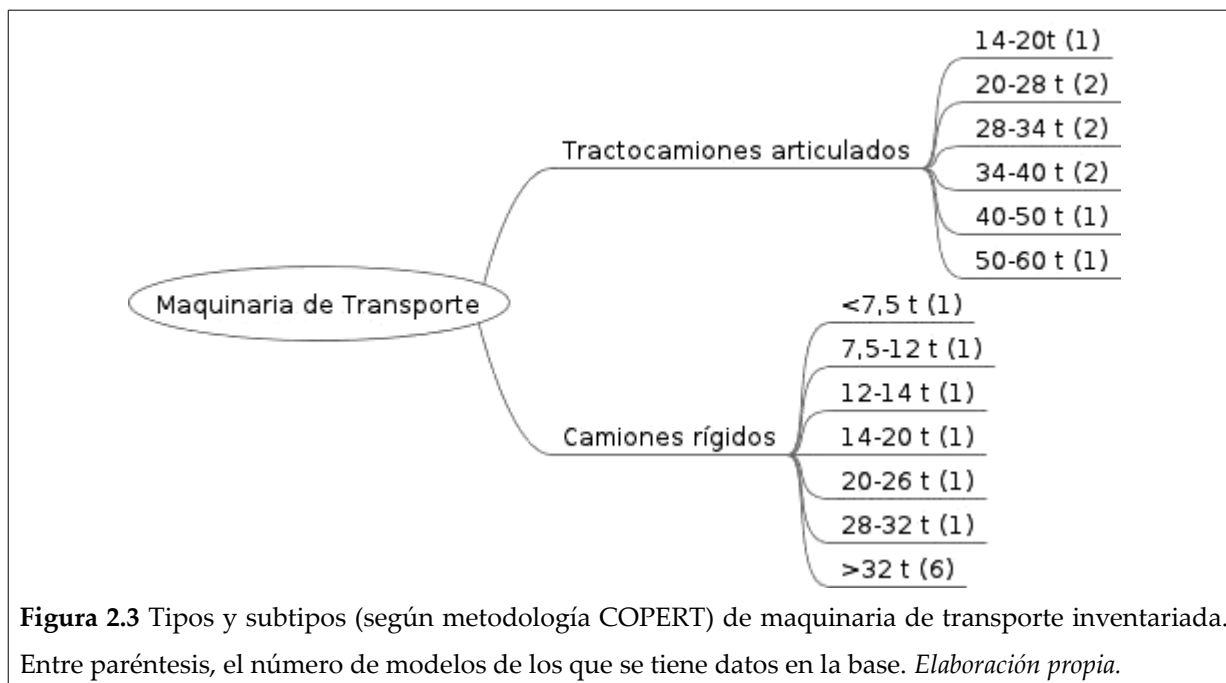 Maquinaria de Transporte
Tractocamiones articulados
14-20t (1)
20-28 t (2)
28-34 t (2)
34-40 t (2)
40-50 t (1)
50-60 t (1)
Camiones rígidos
<7,5 t (1)
7,5-12 t (1)
12-14 t (1)
14-20 t (1)
20-26 t (1)
28-32 t (1)
>32 t (6)
Figura 2.3 Tipos y subtipos (según metodología COPERT) de maquinaria de transporte inventariada.
Entre paréntesis, el número de modelos de los que se tiene datos en la base. Elaboración propia.